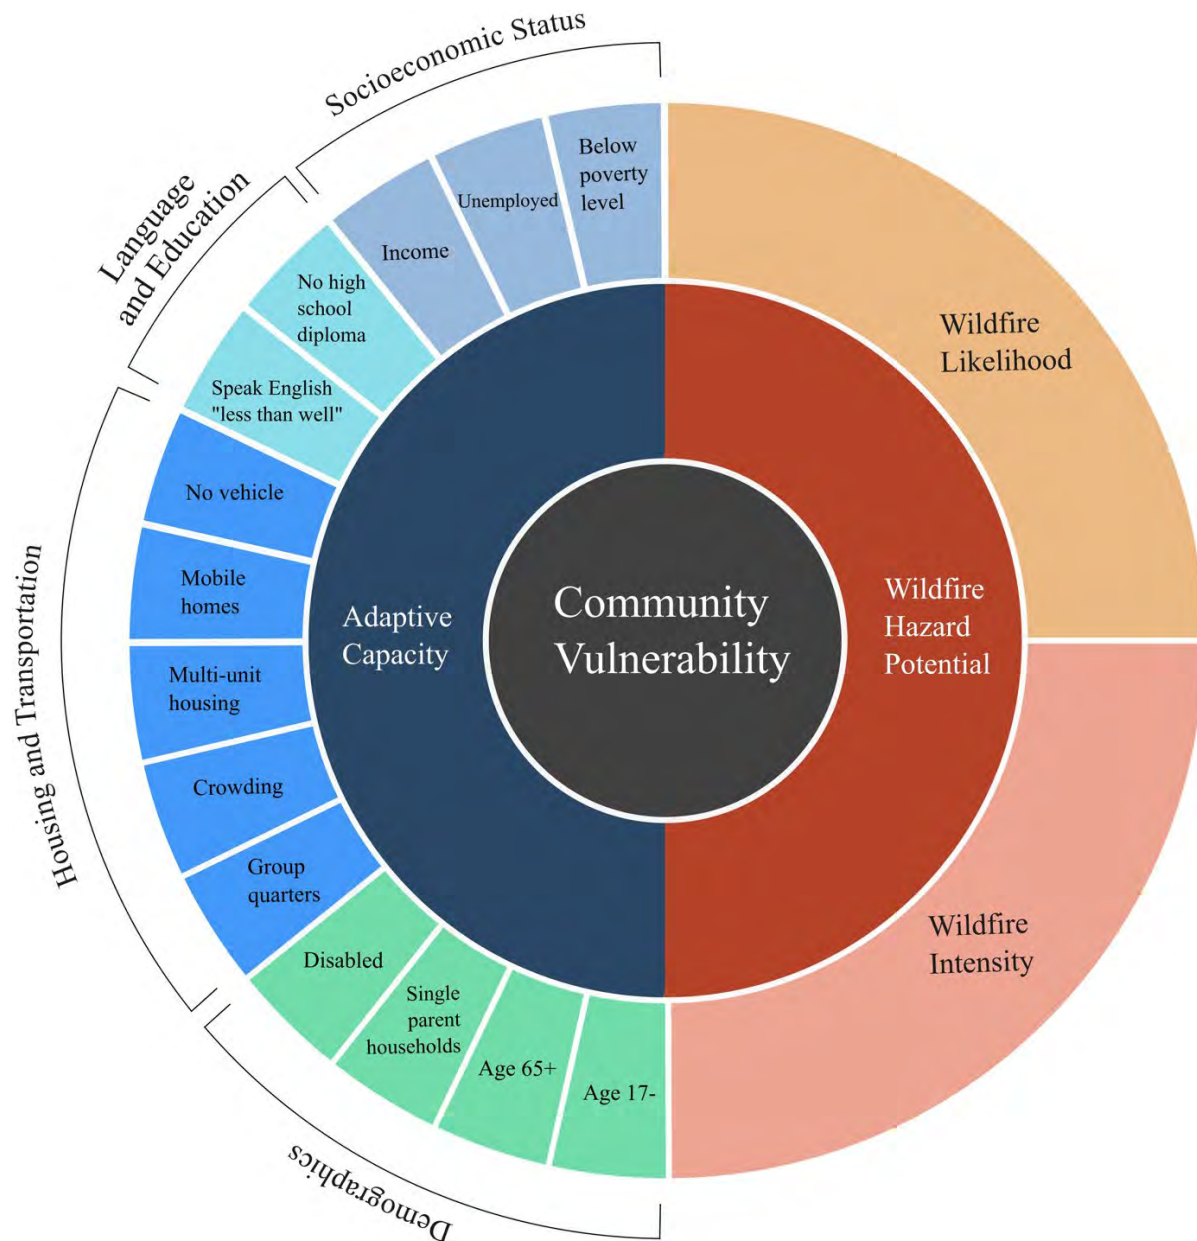 Socioeconomic Status
Language
and Education
Housing and Transportation
Demographics
Below
poverty
level
Unemployed
Income
No high
school
diploma
Speak English
"less than well"
No vehicle
Mobile
homes
Multi-unit
housing
Crowding
Group
quarters
Disabled
Single
parent
households
Age 65+
Age 17-
Adaptive
Capacity
Community
Vulnerability
Wildfire
Hazard
Potential
Wildfire
Likelihood
Wildfire
Intensity